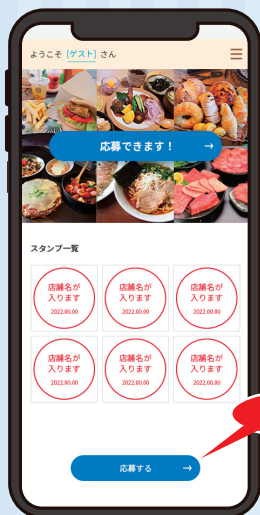 ようこそ [ゲスト] さん
応募できます！ →
スタンプ一覧
店舗名が
入ります
2022.00.00
店舗名が
入ります
2022.00.00
店舗名が
入ります
2022.00.00
店舗名が
入ります
2022.00.00
店舗名が
入ります
2022.00.00
店舗名が
入ります
2022.00.00
応募する →